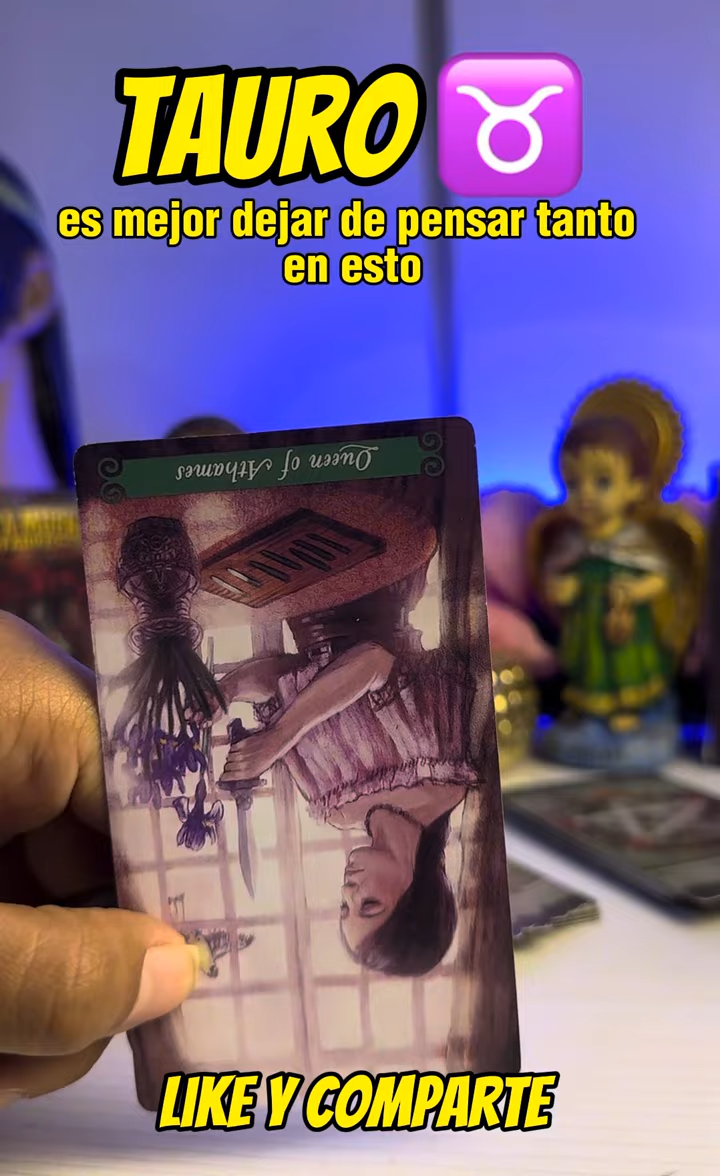 TAURO
es mejor dejar de pensar tanto
en esto
Queen of Athames
LIKE Y COMPARTE